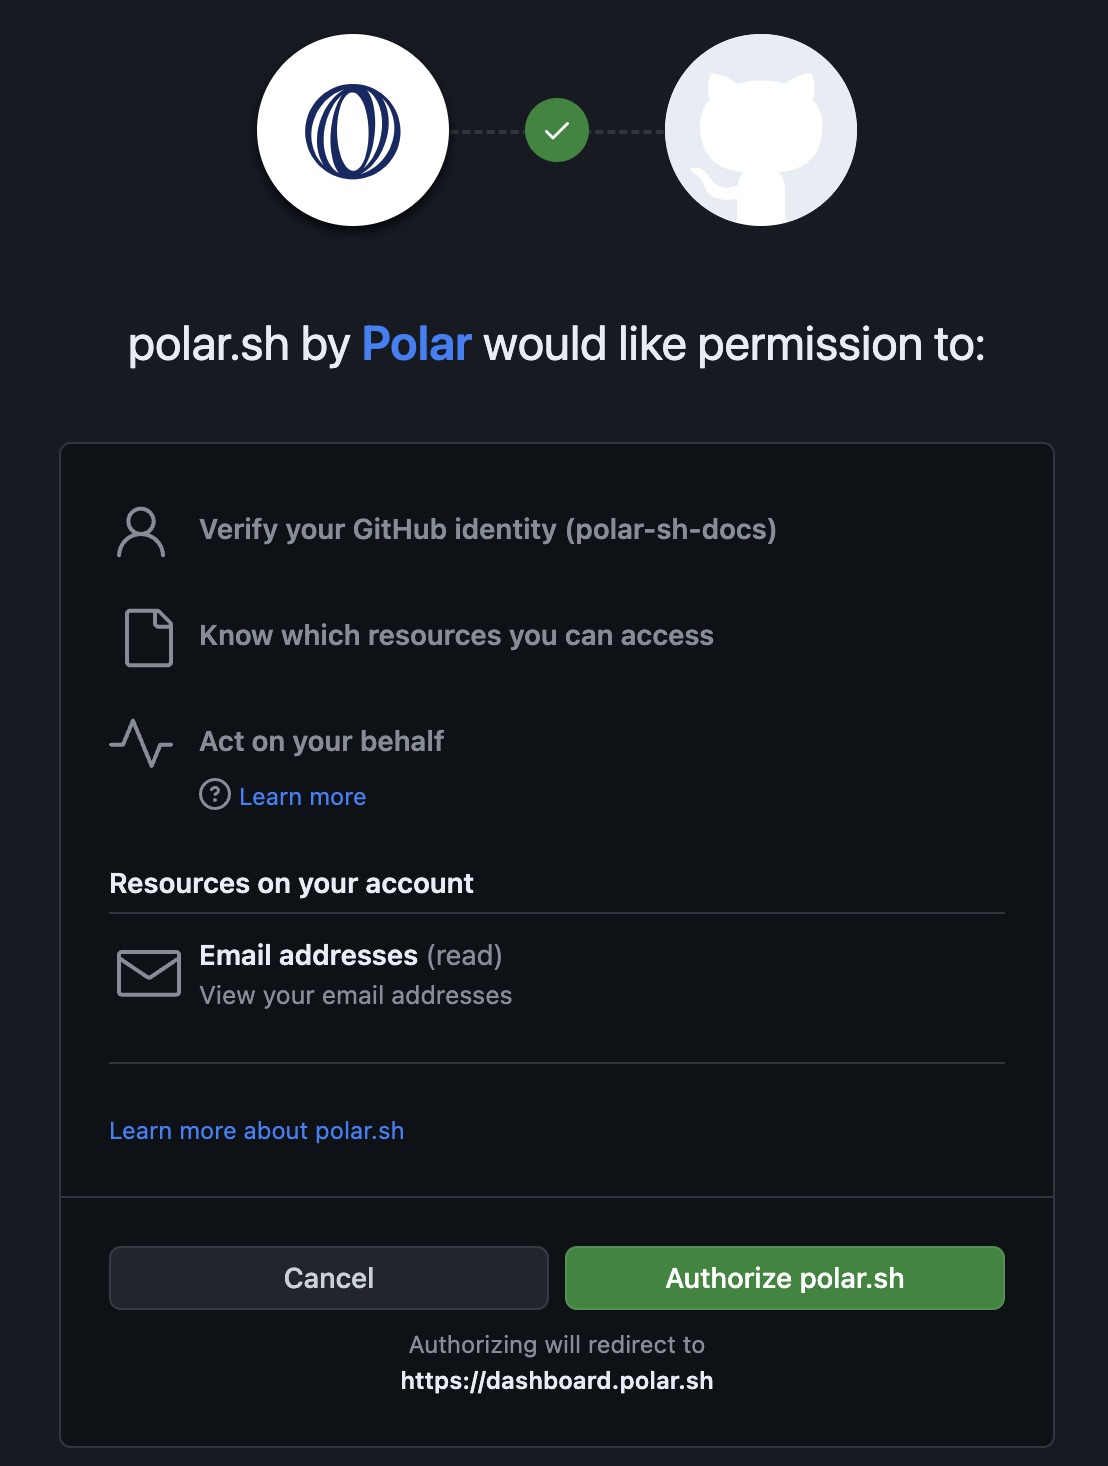 polar.sh by Polar would like permission to:
Verify your GitHub identity (polar-sh-docs)
Know which resources you can access
Act on your behalf
? Learn more
Resources on your account
Email addresses (read)
View your email addresses
Learn more about polar.sh
Cancel
Authorize polar.sh
Authorizing will redirect to
https://dashboard.polar.sh